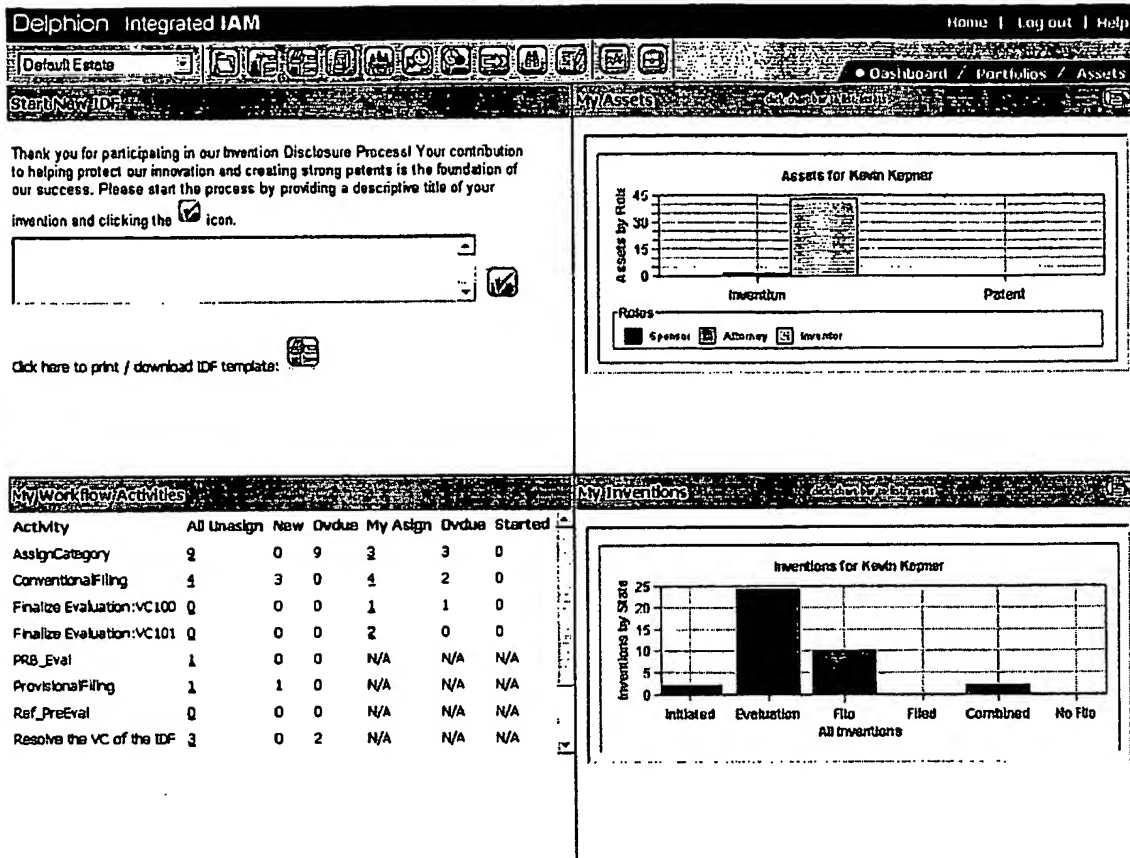 Delphion Integrated IAM
Home | Log out | Help
Default Estate
Dashboard / Portfolios / Assets
Start New IDF
Thank you for participating in our Invention Disclosure Process! Your contribution
to helping protect our innovation and creating strong patents is the foundation of
our success. Please start the process by providing a descriptive title of your
invention and clicking the icon.
Click here to print / download IDF template:
My Assets
Assets for Kevin Kepner
Assets by Role
45
30
15
0
Invention Patent
Roles
Sponsor Attorney Inventor
My Workflow Activities
Activity All Unasign New Ovdue My Asign Ovdue Started
AssignCategory 9 0 9 3 3 0
ConventionalFiling 4 3 0 4 2 0
Finalize Evaluation:VC100 0 0 0 1 1 0
Finalize Evaluation:VC101 0 0 0 2 0 0
PRB_Eval 1 0 0 N/A N/A N/A
ProvisionalFiling 1 1 0 N/A N/A N/A
Ref_PreEval 0 0 0 N/A N/A N/A
Resolve the VC of the IDF 3 0 2 N/A N/A N/A
My Inventions
Inventions for Kevin Kepner
Inventions by State
25
20
15
10
5
0
Initiated Evaluation File Filed Combined No File
All Inventions